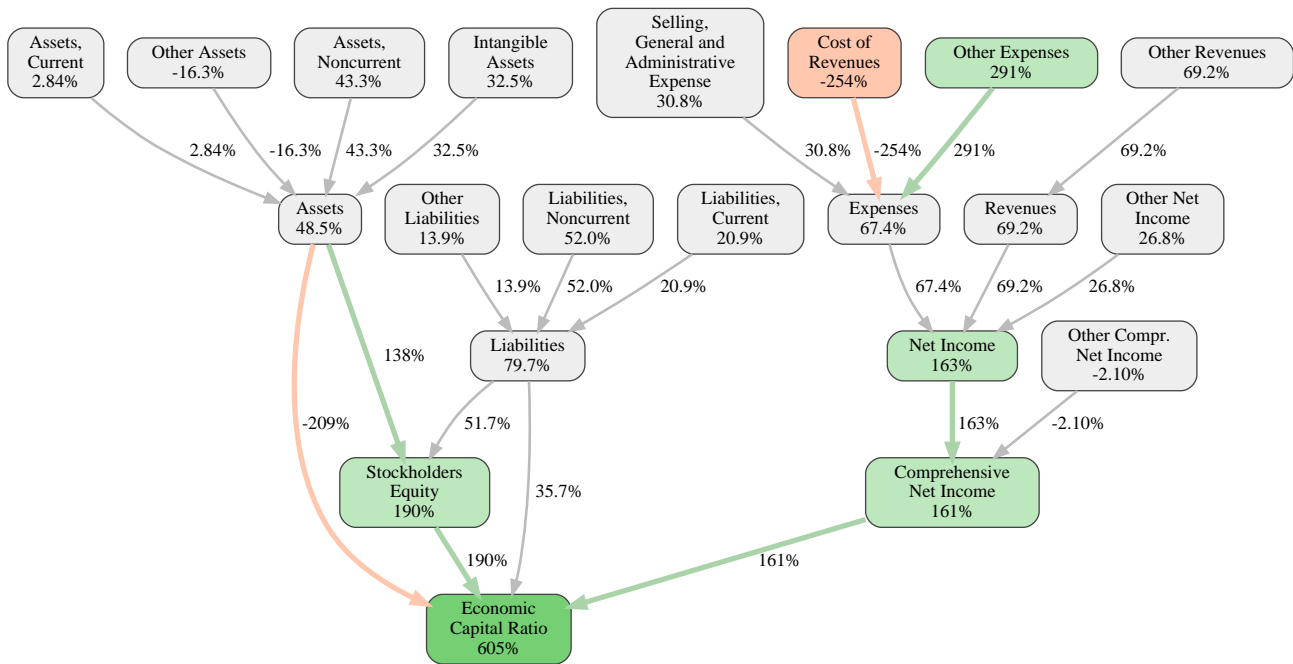 Assets,
Current
2.84%
Other Assets
-16.3%
Assets,
Noncurrent
43.3%
Intangible
Assets
32.5%
Selling,
General and
Administrative
Expense
30.8%
Cost of
Revenues
-254%
Other Expenses
291%
Other Revenues
69.2%
2.84%
-16.3%
43.3%
32.5%
30.8%
-254%
291%
69.2%
Assets
48.5%
Other
Liabilities
13.9%
Liabilities,
Noncurrent
52.0%
Liabilities,
Current
20.9%
Expenses
67.4%
Revenues
69.2%
Other Net
Income
26.8%
13.9%
52.0%
20.9%
67.4%
69.2%
26.8%
138%
Liabilities
79.7%
Net Income
163%
Other Compr.
Net Income
-2.10%
-209%
51.7%
163%
-2.10%
Stockholders
Equity
190%
35.7%
Comprehensive
Net Income
161%
190%
161%
Economic
Capital Ratio
605%